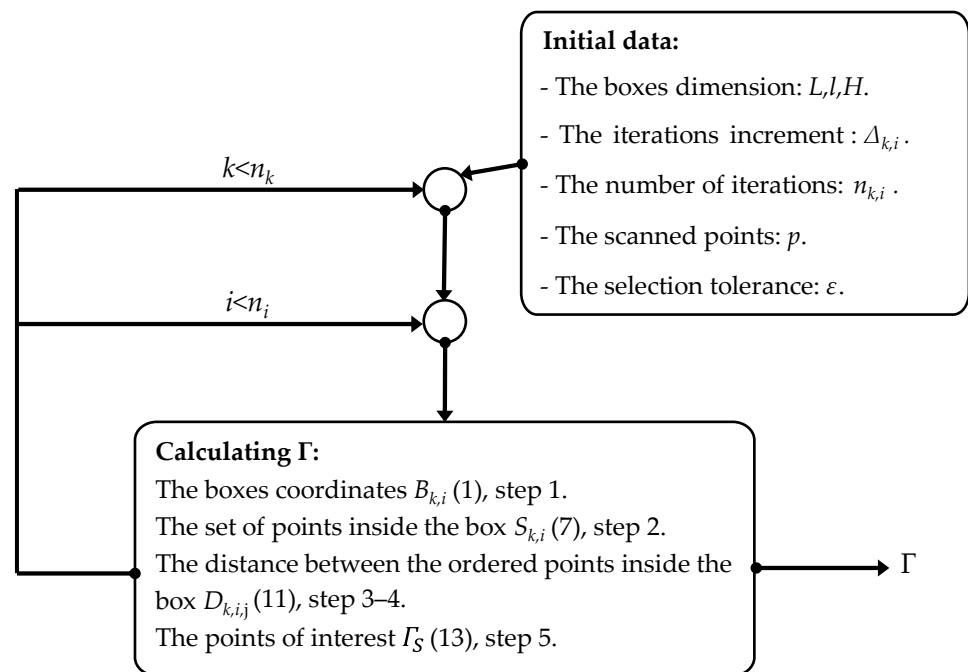 Initial data:
- The boxes dimension: L,l,H.
- The iterations increment : Δk,i .
- The number of iterations: nk,i .
- The scanned points: p.
- The selection tolerance: ε.
k<nk
i<ni
Calculating Γ:
The boxes coordinates Bk,i (1), step 1.
The set of points inside the box Sk,i (7), step 2.
The distance between the ordered points inside the
box Dk,i,j (11), step 3–4.
The points of interest ΓS (13), step 5.
Γ